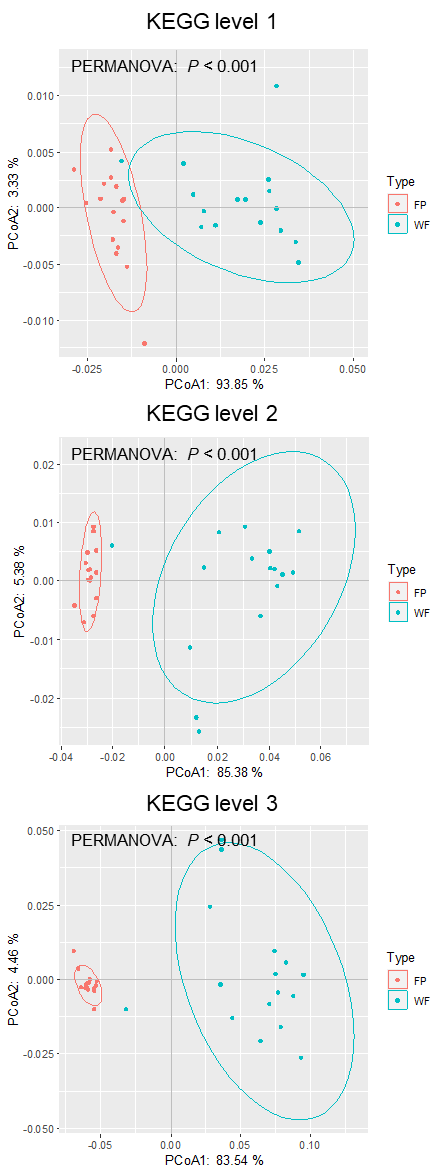 KEGG level 1
PERMANOVA: P < 0.001
0.010
0.005
0.000
-0.005
-0.010
PCoA2: 3.33 %
-0.025 0.000 0.025 0.050
PCoA1: 93.85 %
Type
FP
WF
KEGG level 2
PERMANOVA: P < 0.001
0.02
0.01
0.00
-0.01
-0.02
PCoA2: 5.38 %
-0.04 -0.02 0.00 0.02 0.04 0.06
PCoA1: 85.38 %
Type
FP
WF
KEGG level 3
PERMANOVA: P < 0.001
0.050
0.025
0.000
-0.025
-0.050
PCoA2: 4.46 %
-0.05 0.00 0.05 0.10
PCoA1: 83.54 %
Type
FP
WF